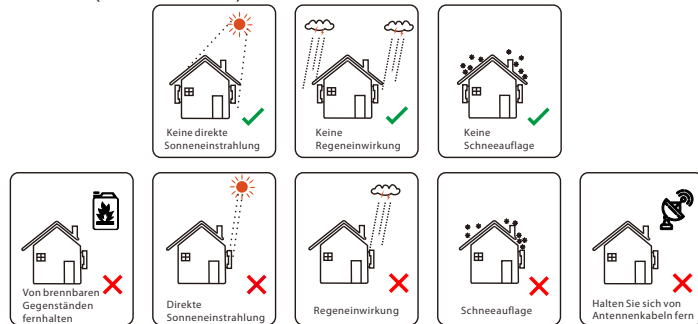 Keine direkte
Sonneneinstrahlung
Keine
Regeneinwirkung
Keine
Schneeauflage
Von brennbaren
Gegenständen
fernhalten
Direkte
Sonneneinstrahlung
Regeneinwirkung
Schneeauflage
Halten Sie sich von
Antennenkabeln fern